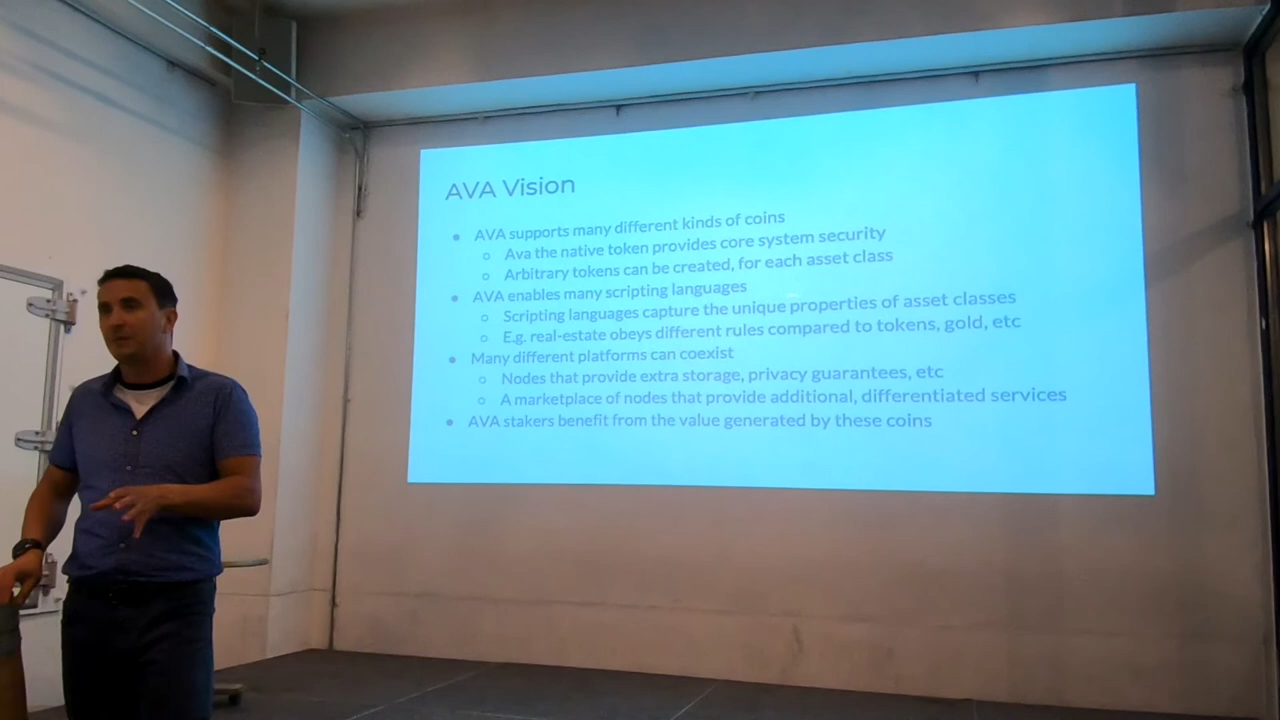 AVA Vision
• AVA supports many different kinds of coins
○ Ava the native token provides core system security
○ Arbitrary tokens can be created, for each asset class
• AVA enables many scripting languages
○ Scripting languages capture the unique properties of asset classes
○ E.g. real-estate obeys different rules compared to tokens, gold, etc
• Many different platforms can coexist
○ Nodes that provide extra storage, privacy guarantees, etc
○ A marketplace of nodes that provide additional, differentiated services
• AVA stakers benefit from the value generated by these coins